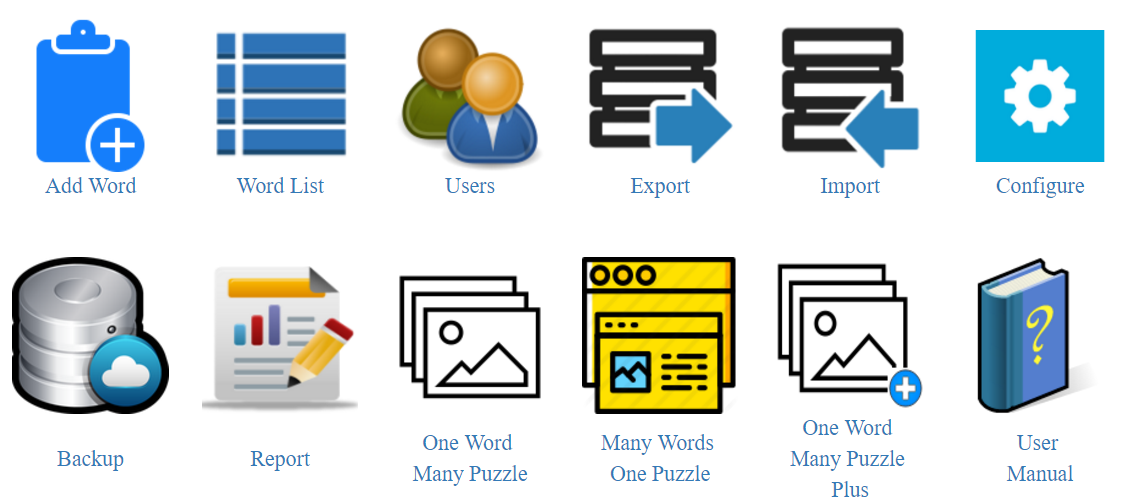 Add Word
Word List
Users
Export
Import
Configure
Backup
Report
One Word
Many Puzzle
Many Words
One Puzzle
One Word
Many Puzzle
Plus
?
User
Manual